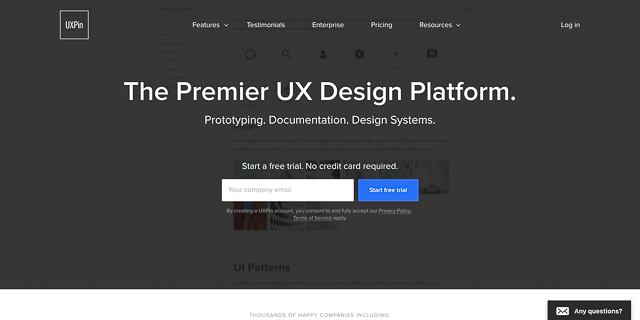 UXPin
Features
Testimonials
Enterprise
Pricing
Resources
Log in
The Premier UX Design Platform.
Prototyping. Documentation. Design Systems.
Start a free trial. No credit card required.
Your company email
Start free trial
By creating a UXPin account, you consent to and fully accept our Privacy Policy.
Terms of Service apply.
UI Patterns
THOUSANDS OF HAPPY COMPANIES INCLUDING:
Any questions?